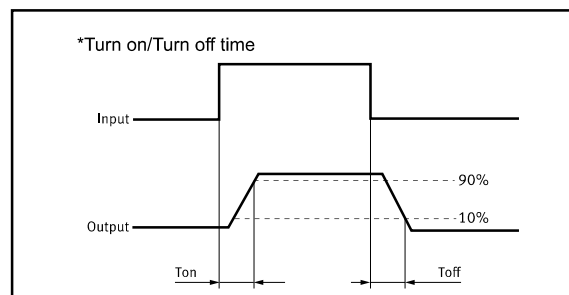 *Turn on/Turn off time
Input
90%
10%
Output
Ton
Toff